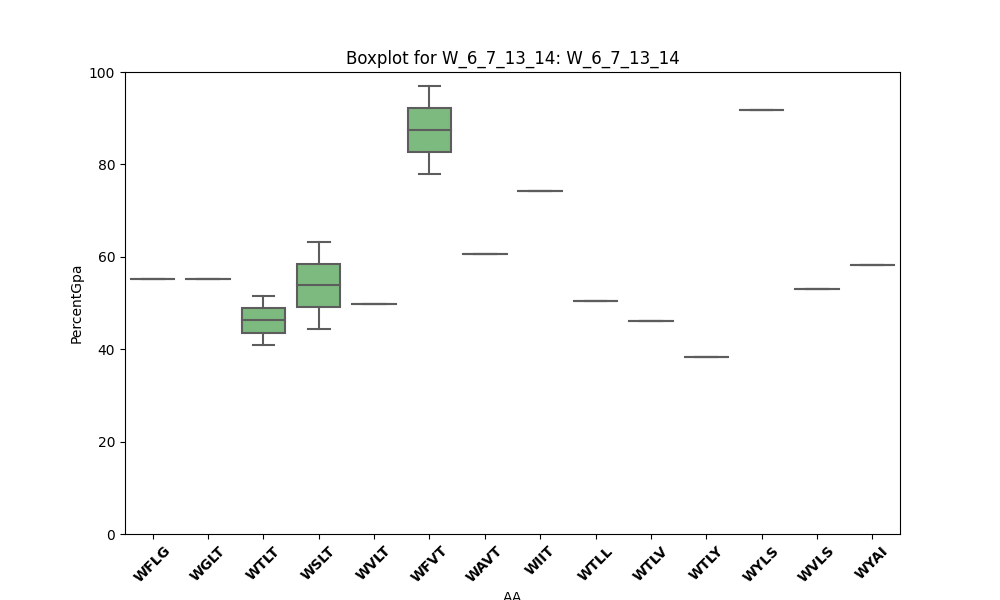 Boxplot for W_6_7_13_14: W_6_7_13_14
PercentGpa
100
80
60
40
20
0
WFLG WGLT WTLT WSLT WVLT WFVT WAVT WIIT WTLL WTLV WTLY WYLS WVLS WYAI
AA